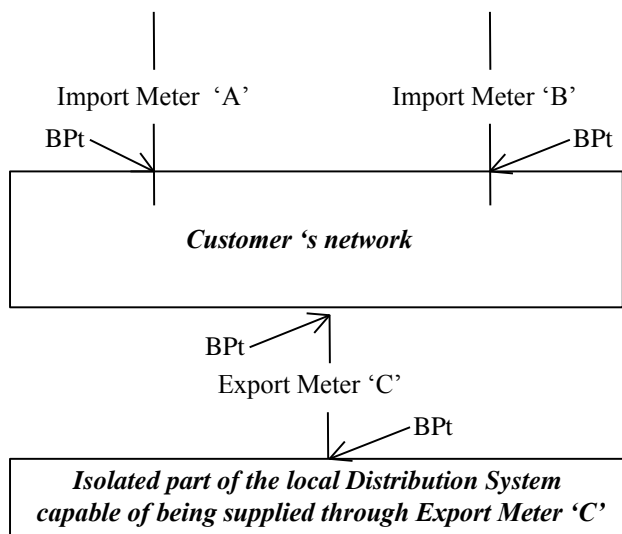 Import Meter ‘A’ Import Meter ‘B’
BPt BPt
Customer ‘s network
BPt
Export Meter ‘C’
BPt
Isolated part of the local Distribution System
capable of being supplied through Export Meter ‘C’